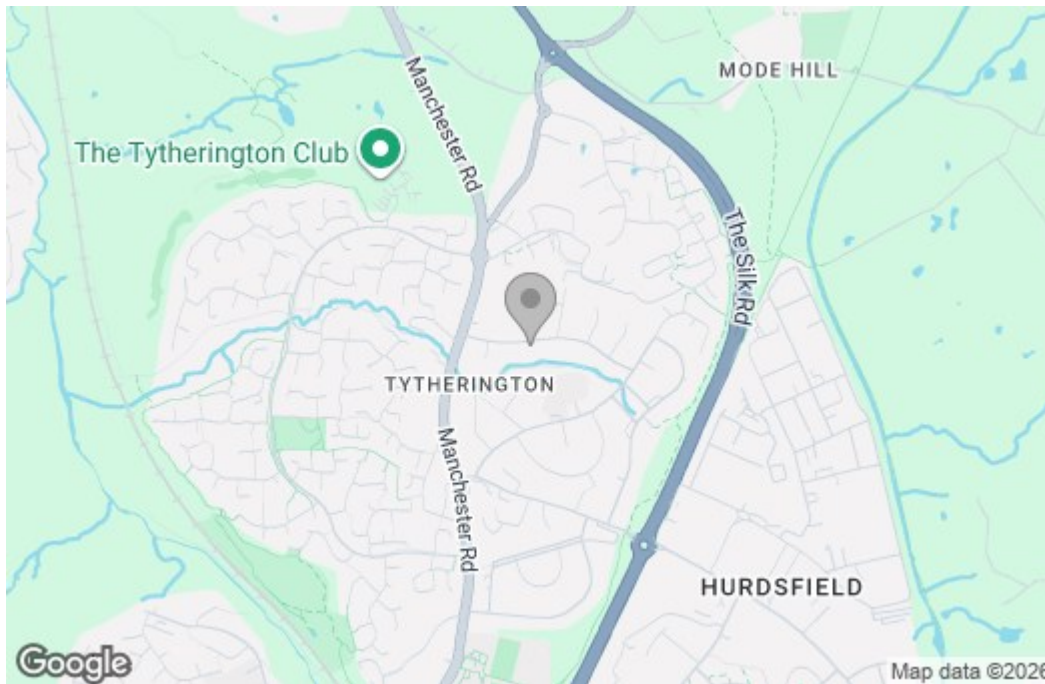 MODE HILL
Manchester Rd
The Tytherington Club
The Silk Rd
TYTHERINGTON
Manchester Rd
HURDSFIELD
Google
Map data ©2026